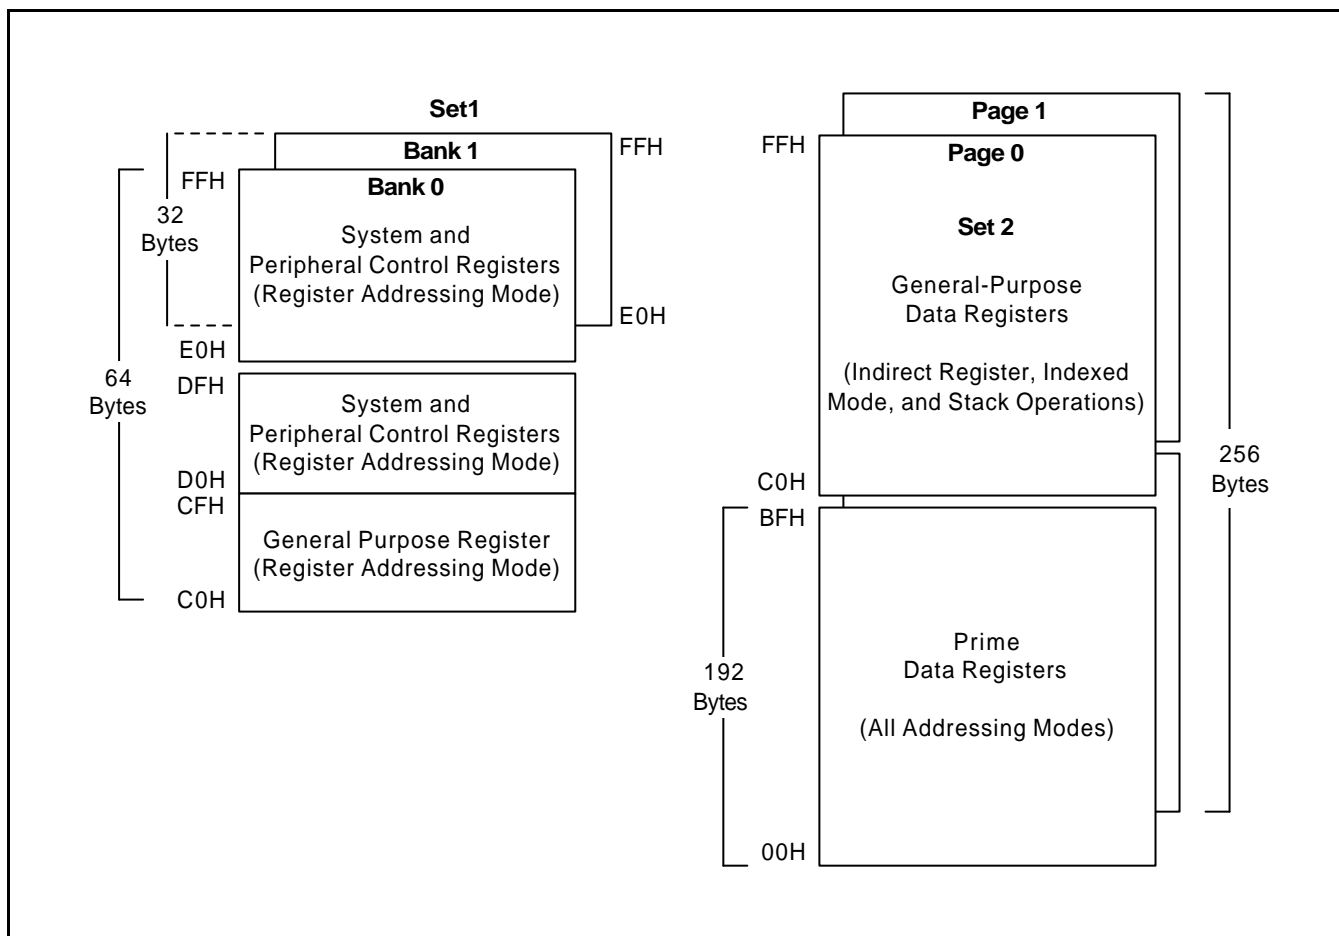 Set1
Bank 1
FFH
Bank 0
FFH
32
Bytes
System and
Peripheral Control Registers
(Register Addressing Mode)
E0H
E0H
64
Bytes
DFH
System and
Peripheral Control Registers
(Register Addressing Mode)
D0H
CFH
General Purpose Register
(Register Addressing Mode)
C0H
Page 1
FFH
Page 0
Set 2
General-Purpose
Data Registers
(Indirect Register, Indexed
Mode, and Stack Operations)
C0H
256
Bytes
BFH
192
Bytes
Prime
Data Registers
(All Addressing Modes)
00H